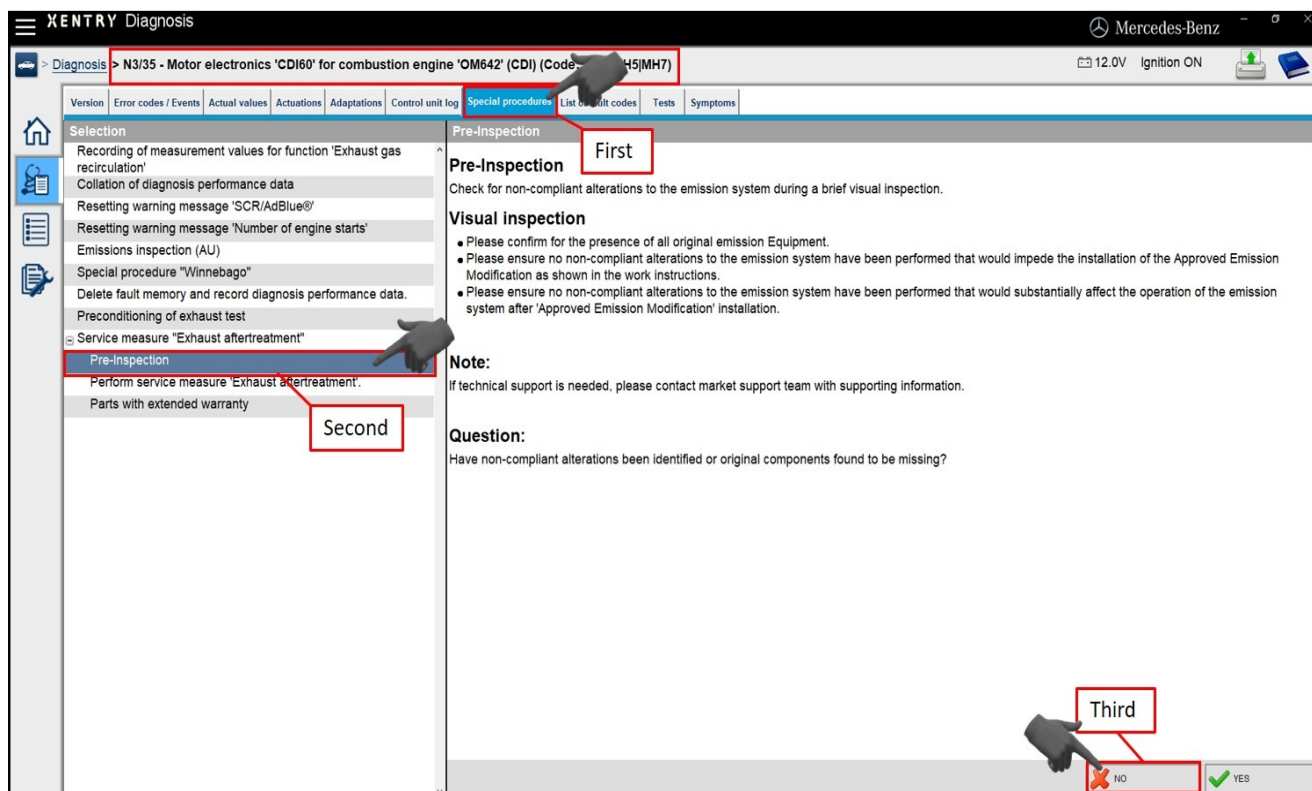 XENTRY Diagnosis
Mercedes-Benz
> Diagnosis > N3/35 - Motor electronics 'CDI60' for combustion engine 'OM642' (CDI) (Code H5|MH7)
12.0V Ignition ON
Version Error codes / Events Actual values Actuations Adaptations Control unit log Special procedures List of fault codes Tests Symptoms
Selection
Recording of measurement values for function 'Exhaust gas
recirculation'
Collation of diagnosis performance data
Resetting warning message 'SCR/AdBlue®'
Resetting warning message 'Number of engine starts'
Emissions inspection (AU)
Special procedure "Winnebago"
Delete fault memory and record diagnosis performance data.
Preconditioning of exhaust test
Service measure "Exhaust aftertreatment"
Pre-Inspection
Perform service measure 'Exhaust aftertreatment'.
Parts with extended warranty
First
Second
Pre-Inspection
Pre-Inspection
Check for non-compliant alterations to the emission system during a brief visual inspection.
Visual inspection
● Please confirm for the presence of all original emission Equipment.
● Please ensure no non-compliant alterations to the emission system have been performed that would impede the installation of the Approved Emission
Modification as shown in the work instructions.
● Please ensure no non-compliant alterations to the emission system have been performed that would substantially affect the operation of the emission
system after 'Approved Emission Modification' installation.
Note:
If technical support is needed, please contact market support team with supporting information.
Question:
Have non-compliant alterations been identified or original components found to be missing?
Third
NO
YES